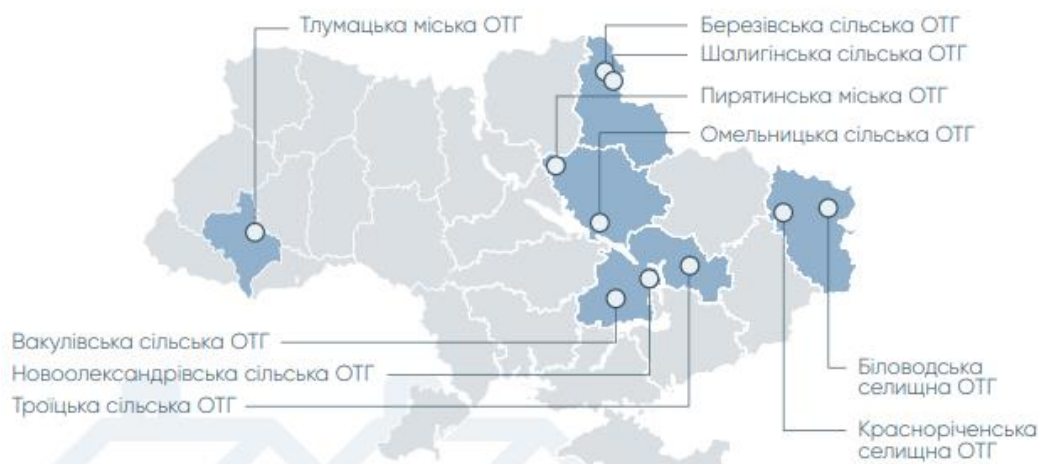 Тлумацька міська ОТГ
Березівська сільська ОТГ
Шалигінська сільська ОТГ
Пирятинська міська ОТГ
Омельницька сільська ОТГ
Вакулівська сільська ОТГ
Новоолександрівська сільська ОТГ
Троїцька сільська ОТГ
Біловодська
селищна ОТГ
Красноріченська
селищна ОТГ